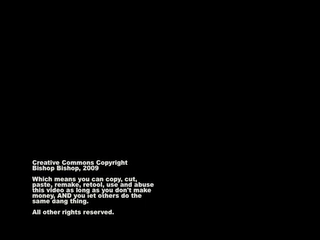 Creative Commons Copyright
Bishop Bishop, 2009
Which means you can copy, cut,
paste, remake, retool, use and abuse
this video as long as you don't make
money, AND you let others do the
same dang thing.
All other rights reserved.